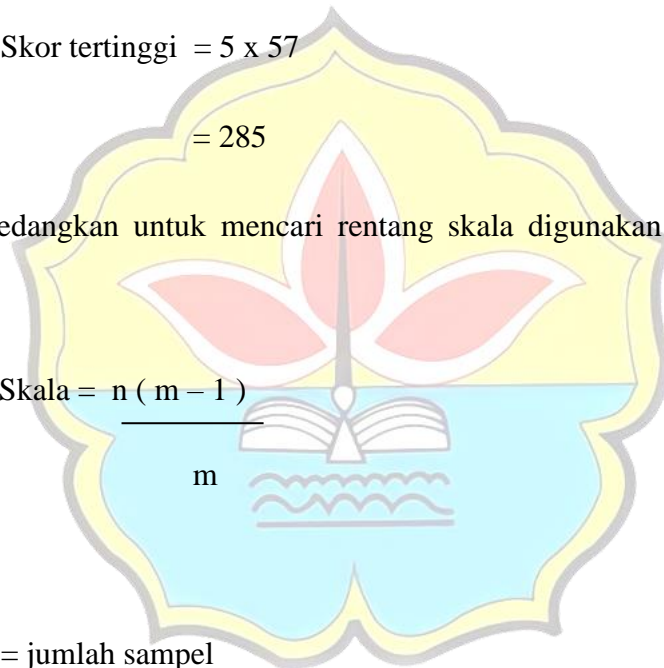 Skor tertinggi = 5 x 57
= 285
edangkan untuk mencari rentang skala digunakan
Skala = n ( m – 1 )
m
= jumlah sampel